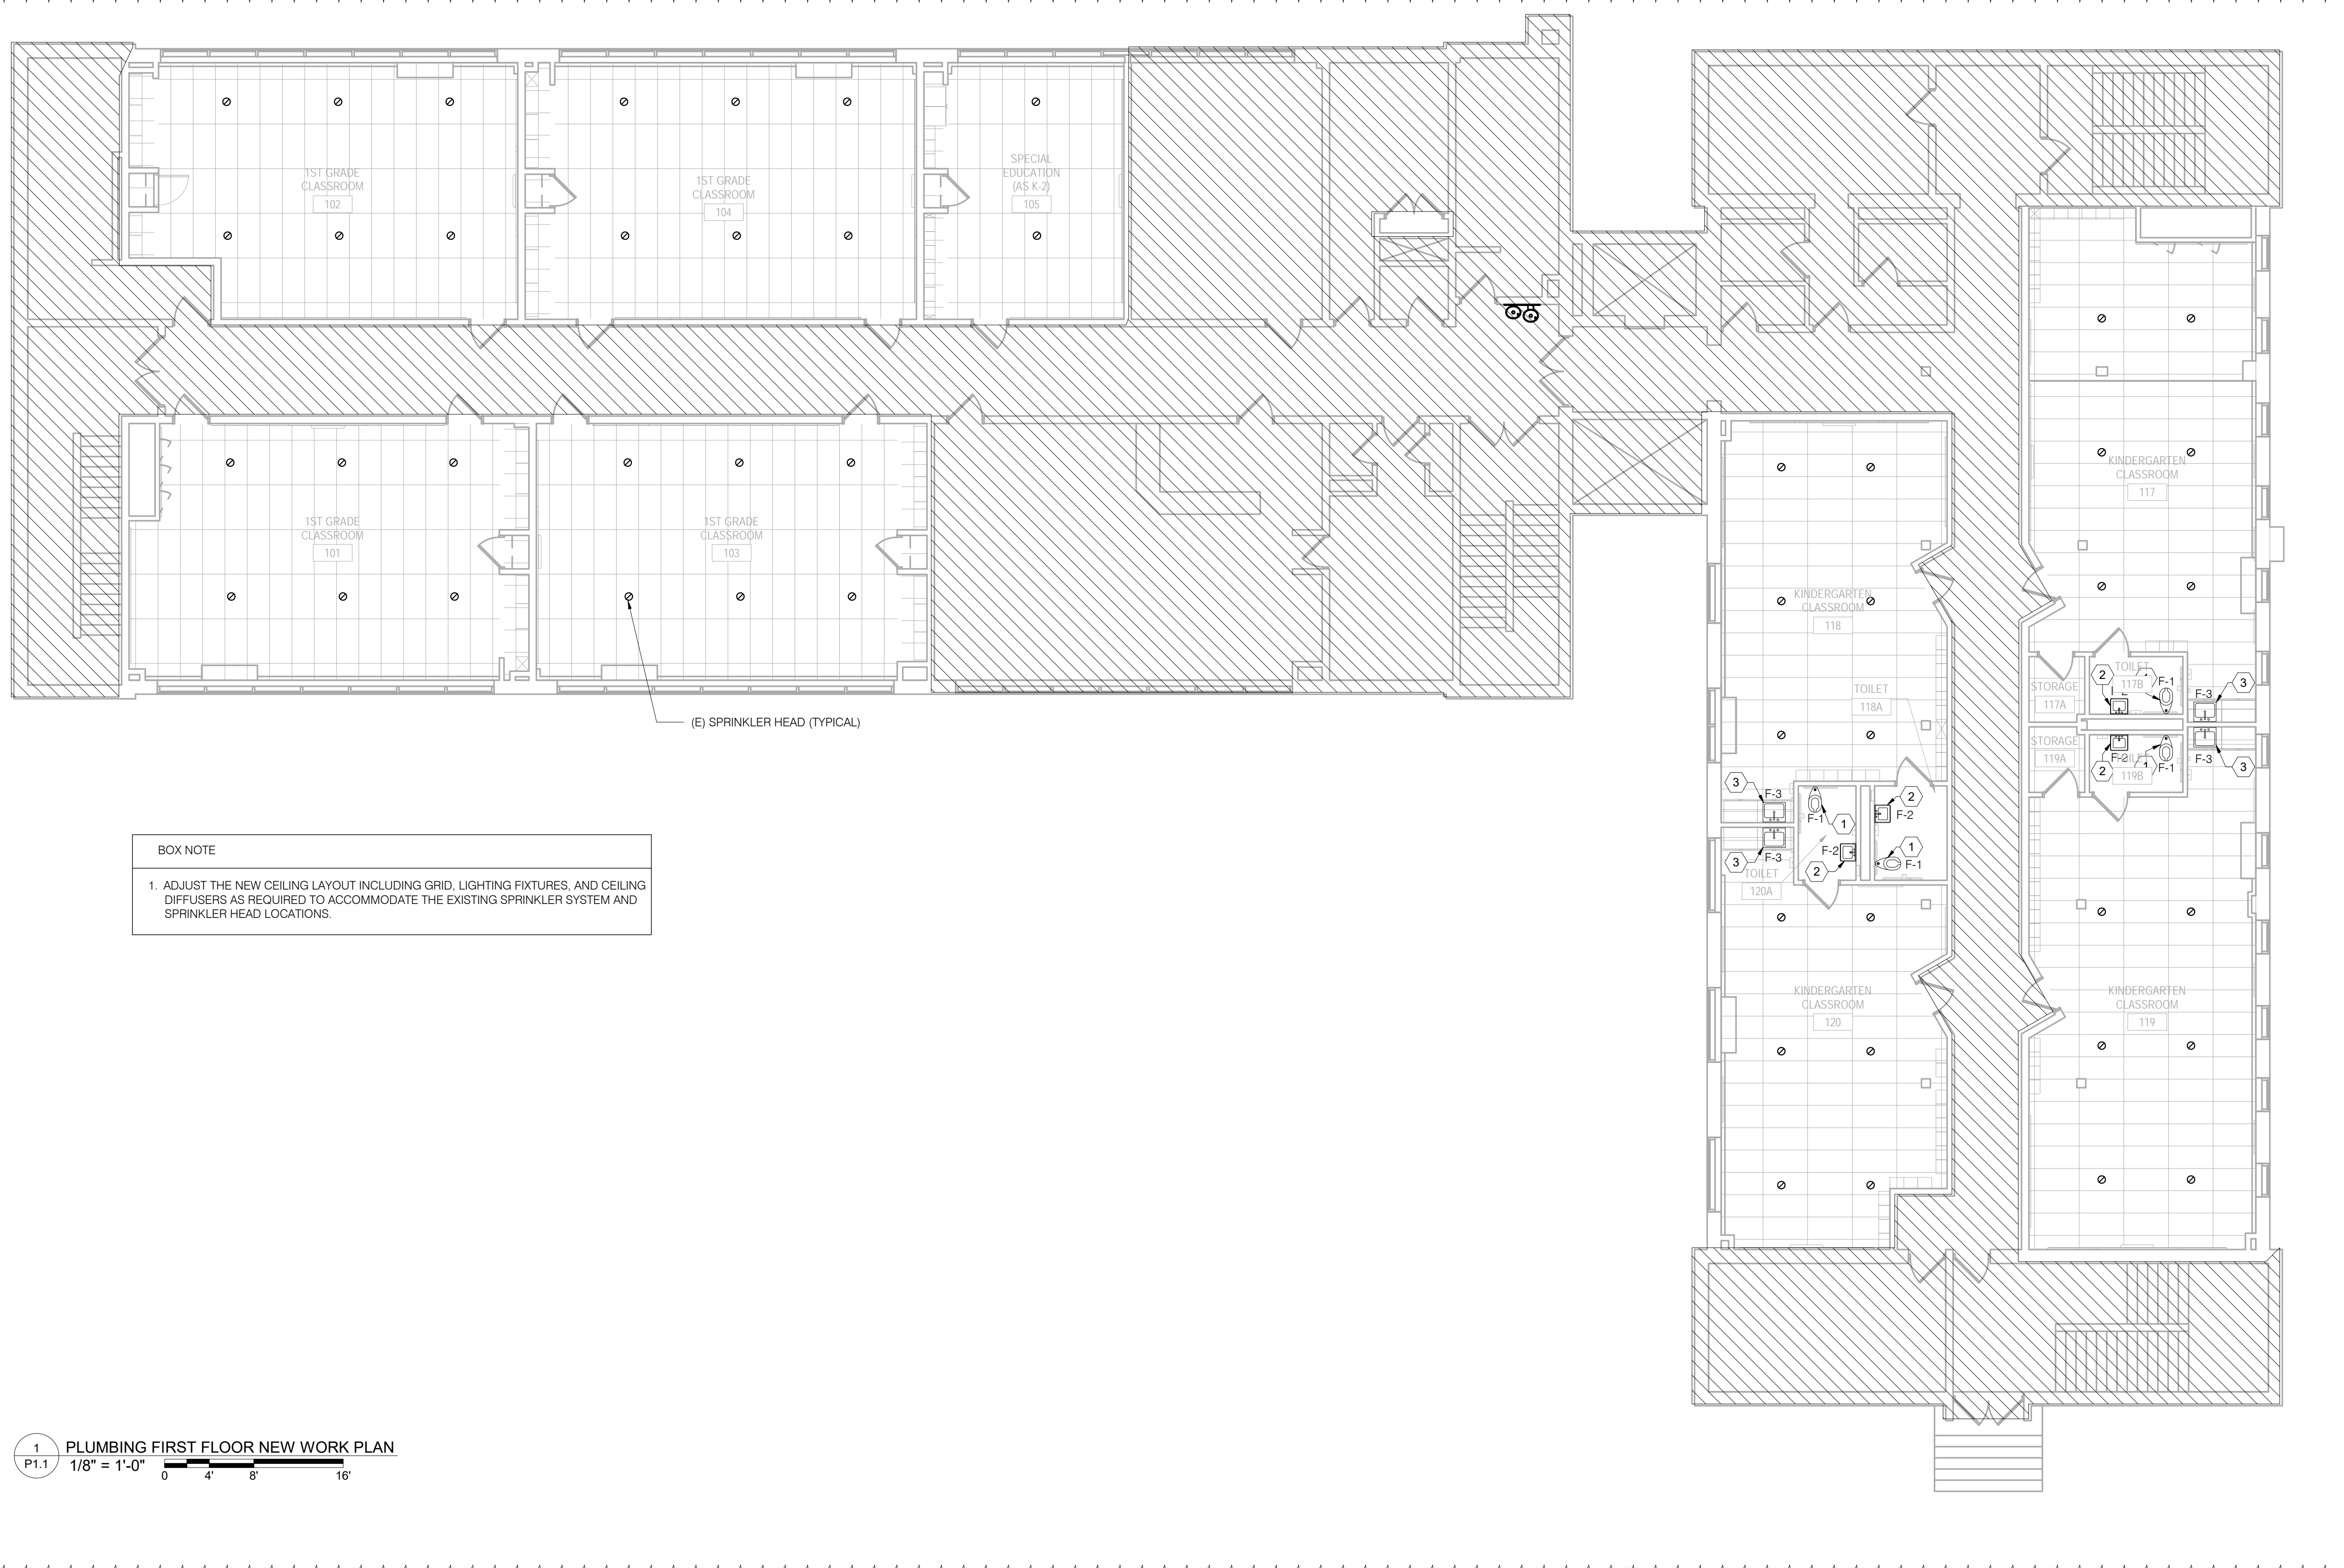 1ST GRADE
CLASSROOM
102
1ST GRADE
CLASSROOM
104
SPECIAL
EDUCATION
(AS K-2)
105
1ST GRADE
CLASSROOM
101
1ST GRADE
CLASSROOM
103
(E) SPRINKLER HEAD (TYPICAL)
KINDERGARTEN
CLASSROOM
117
KINDERGARTEN
CLASSROOM
118
TOILET
118A
STORAGE
117A
TOILET
117B
2
F-1
F-3
3
STORAGE
119A
TOILET
119B
2
F-2
1
F-1
F-3
3
3
F-3
F-1
1
2
F-2
3
F-3
F-2
2
1
F-1
TOILET
120A
KINDERGARTEN
CLASSROOM
120
KINDERGARTEN
CLASSROOM
119
BOX NOTE
1. ADJUST THE NEW CEILING LAYOUT INCLUDING GRID, LIGHTING FIXTURES, AND CEILING
DIFFUSERS AS REQUIRED TO ACCOMMODATE THE EXISTING SPRINKLER SYSTEM AND
SPRINKLER HEAD LOCATIONS.
1
P1.1
PLUMBING FIRST FLOOR NEW WORK PLAN
1/8" = 1'-0"
0 4' 8' 16'